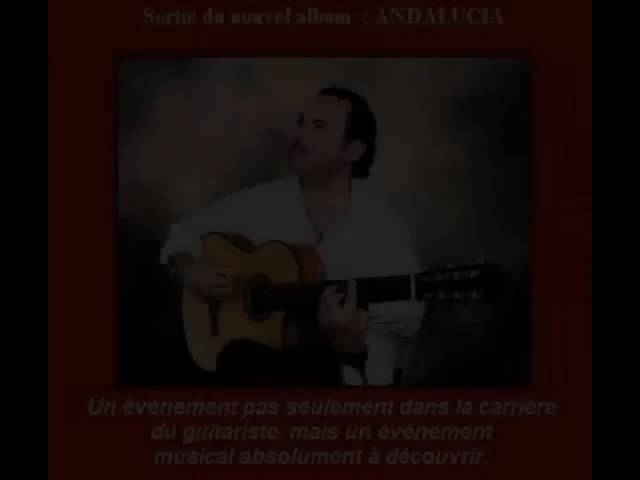 Sortie du nouvel album : ANDALUCIA
Un évènement pas seulement dans la carrière
du guitariste, mais un évènement
musical absolument à découvrir.